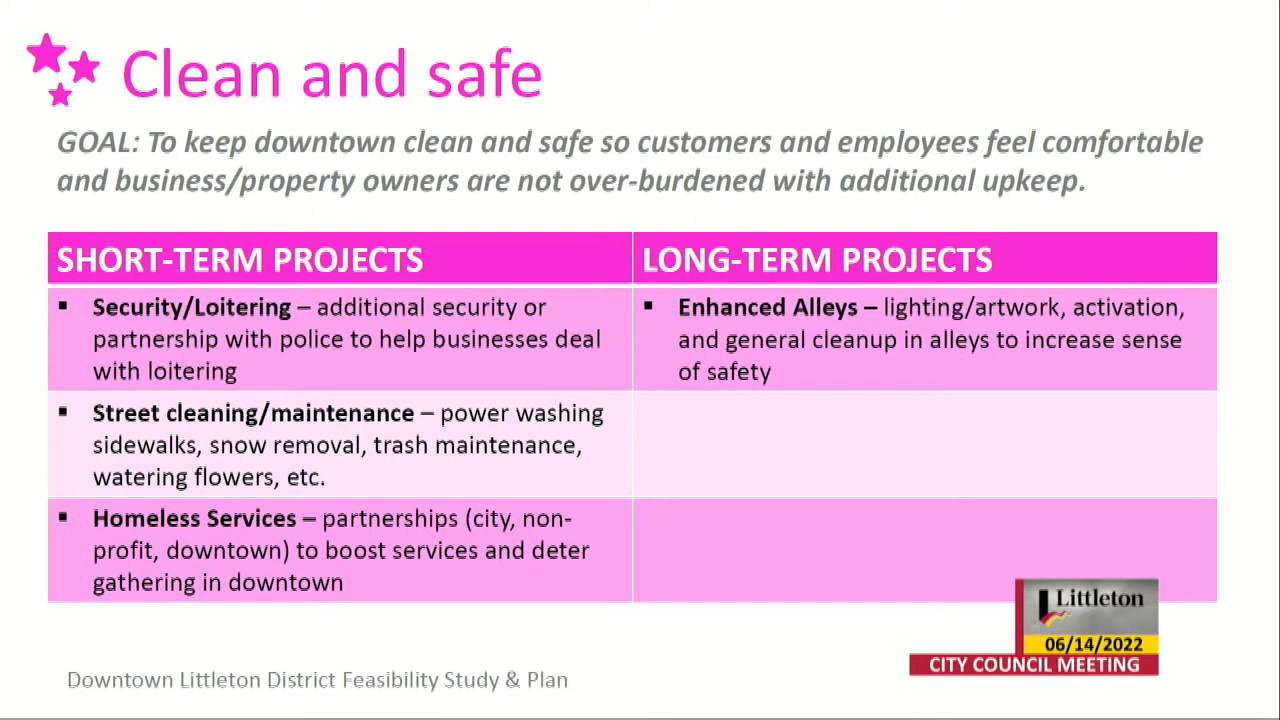 Clean and safe
GOAL: To keep downtown clean and safe so customers and employees feel comfortable
and business/property owners are not over-burdened with additional upkeep.
SHORT-TERM PROJECTS
LONG-TERM PROJECTS
▪ Security/Loitering – additional security or
partnership with police to help businesses deal
with loitering
▪ Enhanced Alleys – lighting/artwork, activation,
and general cleanup in alleys to increase sense
of safety
▪ Street cleaning/maintenance – power washing
sidewalks, snow removal, trash maintenance,
watering flowers, etc.
▪ Homeless Services – partnerships (city, non-
profit, downtown) to boost services and deter
gathering in downtown
Littleton
06/14/2022
CITY COUNCIL MEETING
Downtown Littleton District Feasibility Study & Plan